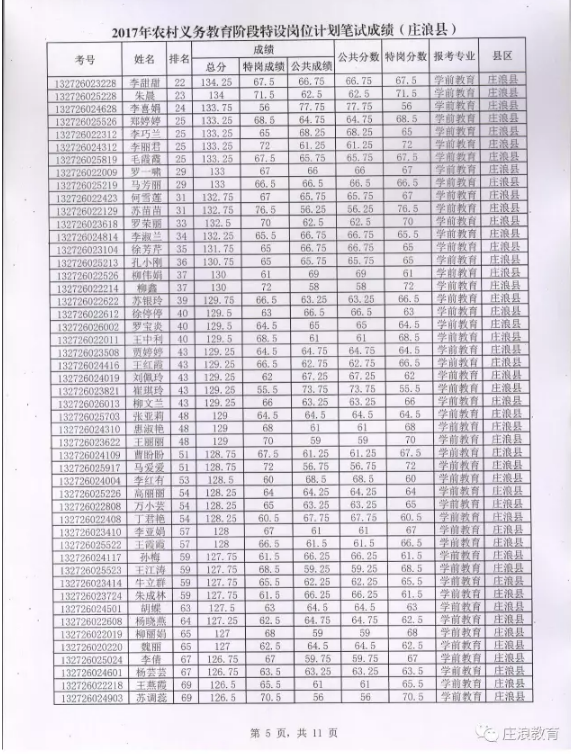 2017年农村义务教育阶段特设岗位计划笔试成绩（庄浪县）
考号 姓名 排名 成绩 公共分数 特岗分数 报考专业 县区
总分 特岗成绩 公共成绩
132726023228 李甜甜 22 134.25 67.5 66.75 66.75 67.5 学前教育 庄浪县
132726025228 朱晨 23 134 71.5 62.5 62.5 71.5 学前教育 庄浪县
132726024628 李喜娟 24 133.75 56 77.75 77.75 56 学前教育 庄浪县
132726025526 郑婷婷 25 133.25 68.5 64.75 64.75 68.5 学前教育 庄浪县
132726022312 李巧兰 25 133.25 65 68.25 68.25 65 学前教育 庄浪县
132726024312 李丽君 25 133.25 72 61.25 61.25 72 学前教育 庄浪县
132726025819 毛霞霞 25 133.25 67.5 65.75 65.75 67.5 学前教育 庄浪县
132726022009 罗一啸 29 133 67 66 66 67 学前教育 庄浪县
132726025219 马芳丽 29 133 66.5 66.5 66.5 66.5 学前教育 庄浪县
132726022423 何雪莲 31 132.75 67 65.75 65.75 67 学前教育 庄浪县
132726022129 苏苗苗 31 132.75 76.5 56.25 56.25 76.5 学前教育 庄浪县
132726023618 罗荣丽 33 132.5 70 62.5 62.5 70 学前教育 庄浪县
132726024814 李淑兰 34 132.25 65.5 66.75 66.75 65.5 学前教育 庄浪县
132726023104 徐芳芹 35 131.75 65 66.75 66.75 65 学前教育 庄浪县
132726025213 孔小刚 36 130.75 65 65.75 65.75 65 学前教育 庄浪县
132726022526 柳伟娟 37 130 61 69 69 61 学前教育 庄浪县
132726022214 柳鑫 37 130 72 58 58 72 学前教育 庄浪县
132726022622 苏银玲 39 129.75 66.5 63.25 63.25 66.5 学前教育 庄浪县
132726022612 徐停停 40 129.5 63 66.5 66.5 63 学前教育 庄浪县
132726026002 罗宝炎 40 129.5 64.5 65 65 64.5 学前教育 庄浪县
132726022011 王中利 40 129.5 68.5 61 61 68.5 学前教育 庄浪县
132726023508 贾婷婷 43 129.25 64.5 64.75 64.75 64.5 学前教育 庄浪县
132726024416 王红霞 43 129.25 66.5 62.75 62.75 66.5 学前教育 庄浪县
132726024019 刘佩玲 43 129.25 62 67.25 67.25 62 学前教育 庄浪县
132726023821 崔琪玲 43 129.25 55.5 73.75 73.75 55.5 学前教育 庄浪县
132726026013 柳文兰 43 129.25 66 63.25 63.25 66 学前教育 庄浪县
132726025703 张亚莉 48 129 64.5 64.5 64.5 64.5 学前教育 庄浪县
132726024310 惠淑艳 48 129 68 61 61 68 学前教育 庄浪县
132726023622 王丽丽 48 129 70 59 59 70 学前教育 庄浪县
132726024109 曹盼盼 51 128.75 67.5 61.25 61.25 67.5 学前教育 庄浪县
132726025917 马爱爱 51 128.75 72 56.75 56.75 72 学前教育 庄浪县
132726024004 李红有 53 128.5 60 68.5 68.5 60 学前教育 庄浪县
132726025226 高丽丽 54 128.25 64 64.25 64.25 64 学前教育 庄浪县
132726022808 万小芸 54 128.25 65 63.25 63.25 65 学前教育 庄浪县
132726022408 丁君艳 54 128.25 60.5 67.75 67.75 60.5 学前教育 庄浪县
132726023410 李亚娟 57 128 67 61 61 67 学前教育 庄浪县
132726025522 王霞霞 57 128 66.5 61.5 61.5 66.5 学前教育 庄浪县
132726024117 孙梅 59 127.75 61.5 66.25 66.25 61.5 学前教育 庄浪县
132726025523 王江涛 59 127.75 68.5 59.25 59.25 68.5 学前教育 庄浪县
132726023414 牛立群 59 127.75 65.5 62.25 62.25 65.5 学前教育 庄浪县
132726023724 朱成林 59 127.75 61.5 66.25 66.25 61.5 学前教育 庄浪县
132726024501 胡蝶 63 127.5 63 64.5 64.5 63 学前教育 庄浪县
132726022608 杨晓燕 64 127.25 62.5 64.75 64.75 62.5 学前教育 庄浪县
132726022019 柳丽娟 65 127 68 59 59 68 学前教育 庄浪县
132726020220 魏丽 65 127 62.5 64.5 64.5 62.5 学前教育 庄浪县
132726025024 李倩 67 126.75 67 59.75 59.75 67 学前教育 庄浪县
132726024601 杨芸芸 67 126.75 63.5 63.25 63.25 63.5 学前教育 庄浪县
132726022218 王燕霞 69 126.5 65.5 61 61 65.5 学前教育 庄浪县
132726024903 苏调蕊 69 126.5 70.5 56 56 70.5 学前教育 庄浪县
第 5 页，共 11 页
庄浪教育